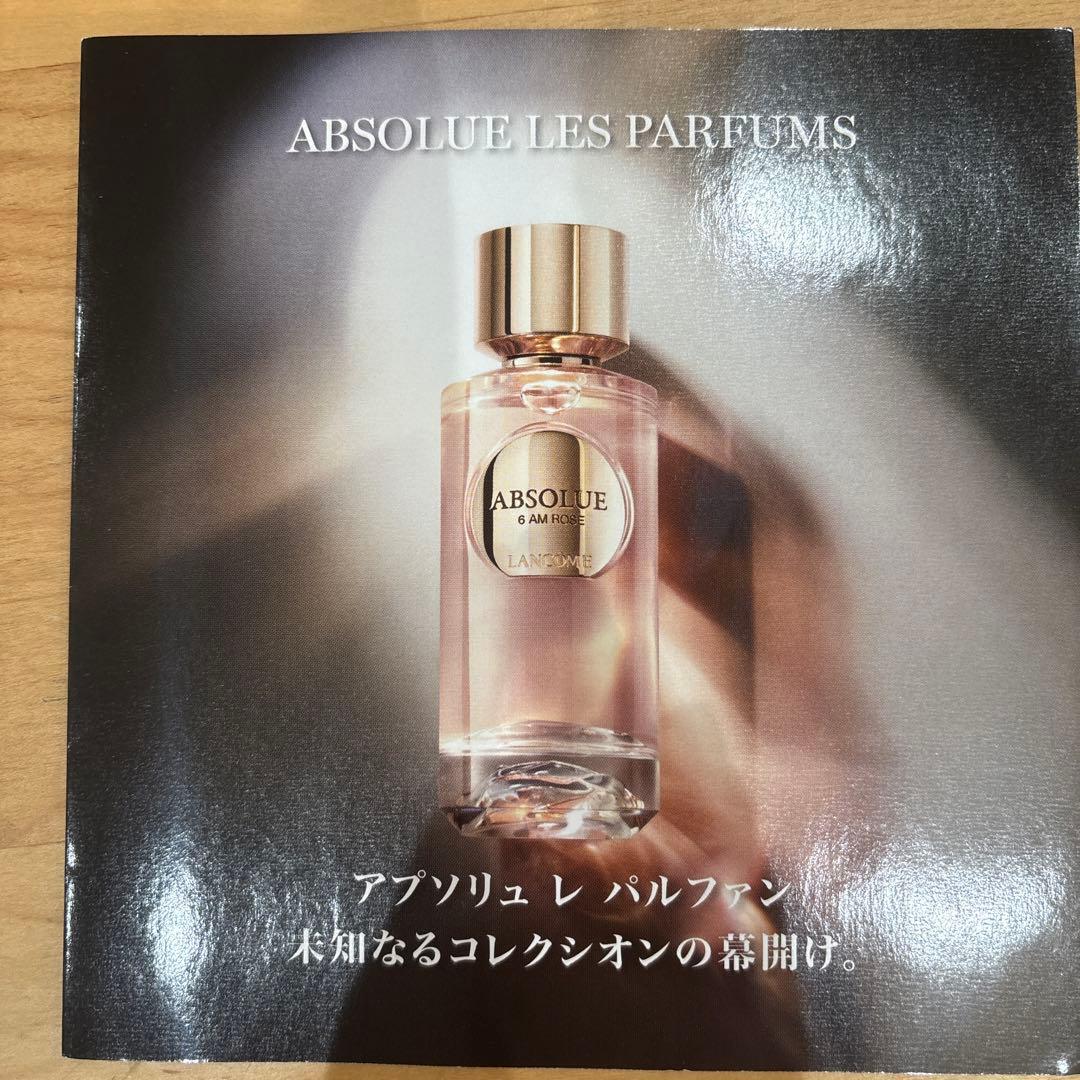 ABSOLUE LES PARFUMS
ABSOLUE
6 AM ROSE
LANCÔME
アプソリュ レ パルファン
未知なるコレクシオンの幕開け。